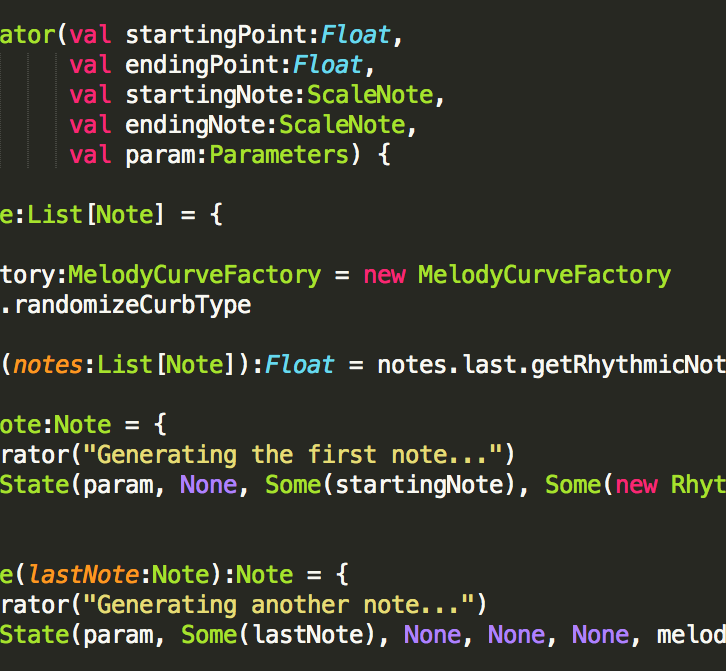 ator(val startingPoint:Float,
val endingPoint:Float,
val startingNote:ScaleNote,
val endingNote:ScaleNote,
val param:Parameters) {
e:List[Note] = {
tory:MelodyCurveFactory = new MelodyCurveFactory
.randomizeCurbType
(notes:List[Note]):Float = notes.last.getRhythmicNot
ote:Note = {
rator("Generating the first note...")
State(param, None, Some(startingNote), Some(new Rhyt
e(lastNote:Note):Note = {
rator("Generating another note...")
State(param, Some(lastNote), None, None, None, melod